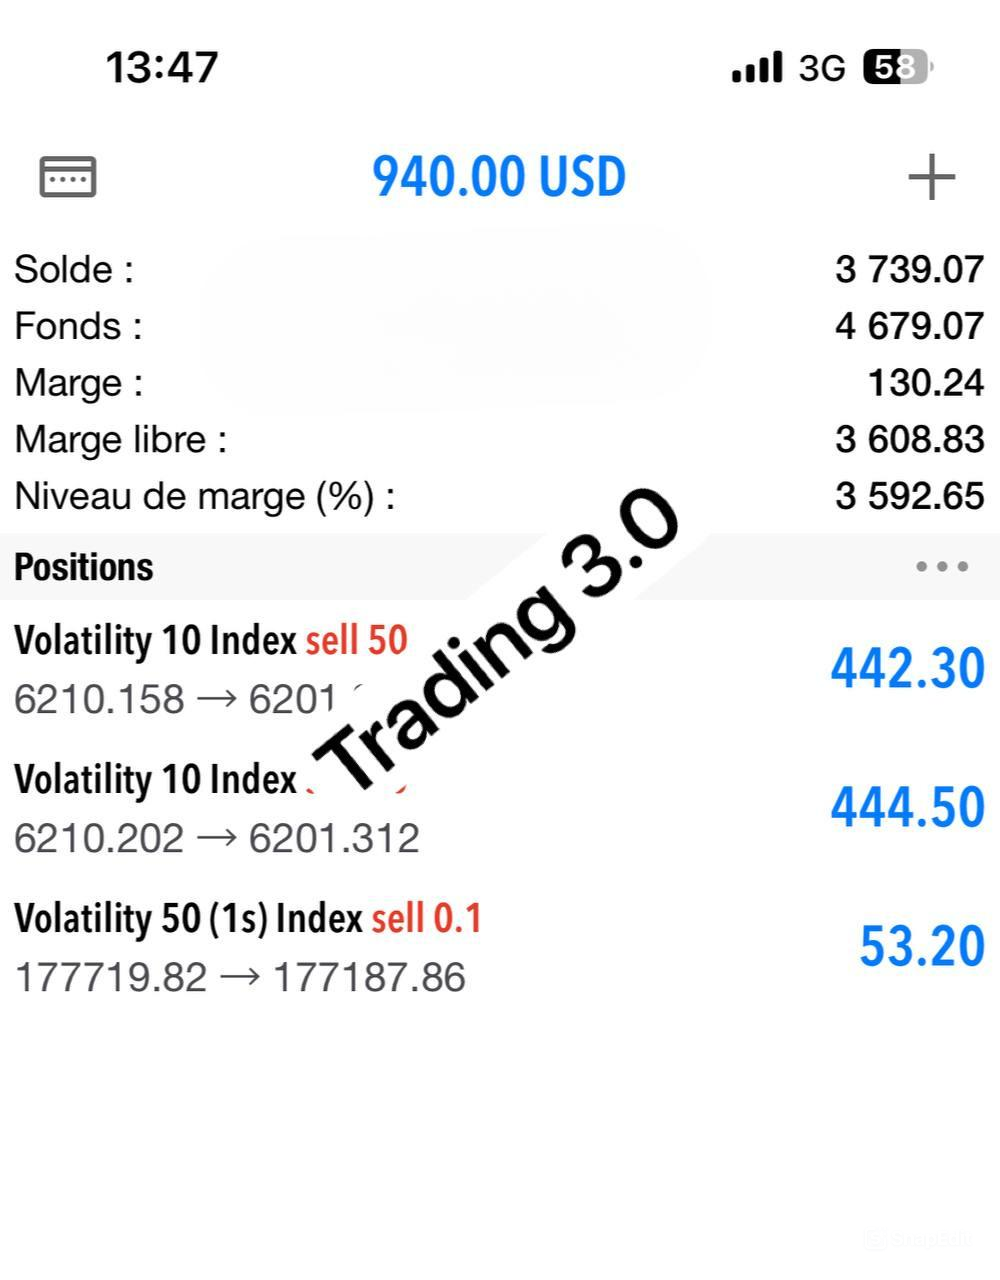 13:47 3G 58
940.00 USD
Solde : 3 739.07
Fonds : 4 679.07
Marge : 130.24
Marge libre : 3 608.83
Niveau de marge (%) : 3 592.65
Positions
Volatility 10 Index sell 50 442.30
6210.158 → 6201
Trading 3.0
Volatility 10 Index 444.50
6210.202 → 6201.312
Volatility 50 (1s) Index sell 0.1 53.20
177719.82 → 177187.86